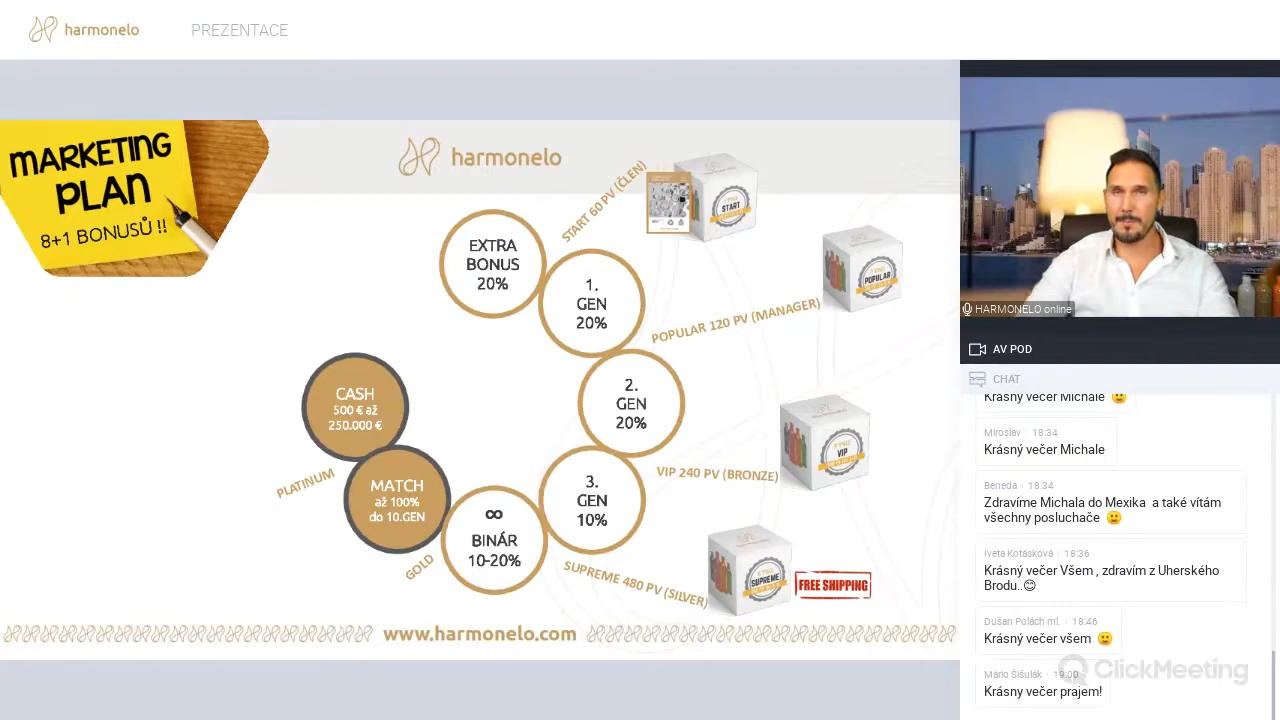 harmonelo
PREZENTACE
MARKETING
PLAN
8+1 BONUSŮ !!
harmonelo
START 60 PV (ČLEN)
START
EXTRA
BONUS
20%
1.
GEN
20%
POPULAR
POPULAR 120 PV (MANAGER)
2.
GEN
20%
CASH
500 € až
250.000 €
VIP
VIP 240 PV (BRONZE)
PLATINUM
MATCH
až 100%
do 10.GEN
3.
GEN
10%
∞
BINÁR
10-20%
GOLD
SUPREME 480 PV (SILVER)
SUPREME
FREE SHIPPING
www.harmonelo.com
HARMONELO online
AV POD
CHAT
Krásný večer Michale 🙂
Miroslav 18:34
Krásný večer Michale
Beneda 18:34
Zdravíme Michala do Mexika a také vítám
všechny posluchače 🙂
Iveta Kotásková 18:36
Krásný večer Všem , zdravím z Uherského
Brodu..😊
Dušan Polách ml. 18:46
Krásný večer všem 🙂
Mário Šišulák 19:00
Krásny večer prajem!
ClickMeeting